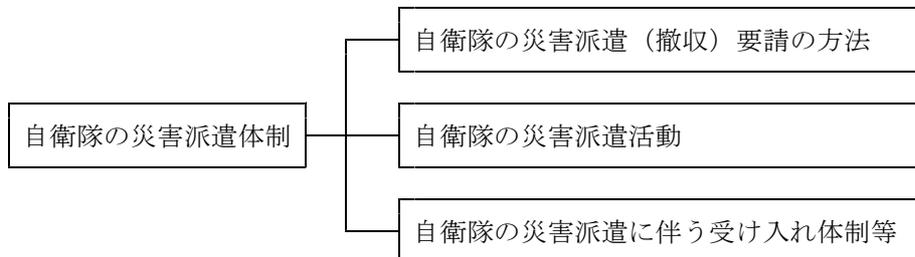 自衛隊の災害派遣（撤収）要請の方法
自衛隊の災害派遣体制
自衛隊の災害派遣活動
自衛隊の災害派遣に伴う受け入れ体制等